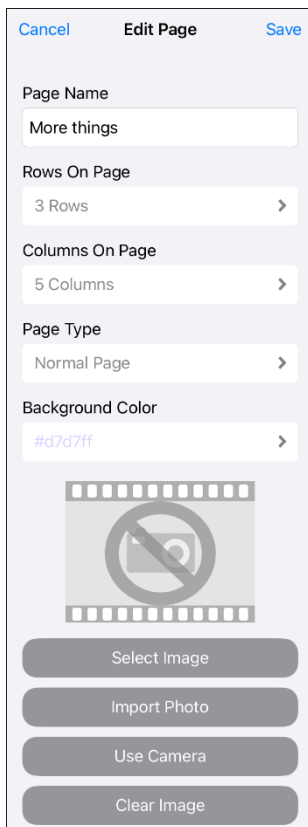 Cancel Edit Page Save
Page Name
More things
Rows On Page
3 Rows
Columns On Page
5 Columns
Page Type
Normal Page
Background Color
#d7d7ff
Select Image
Import Photo
Use Camera
Clear Image